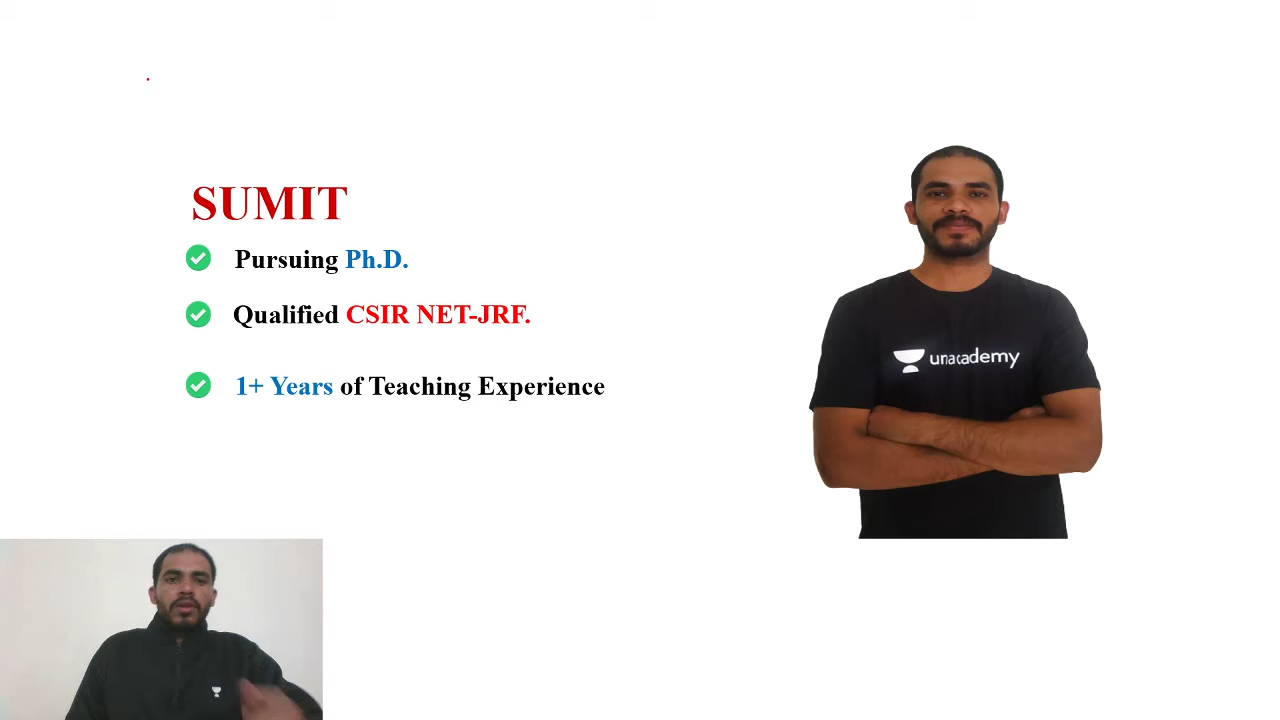 SUMIT
Pursuing Ph.D.
Qualified CSIR NET-JRF.
1+ Years of Teaching Experience
unacademy